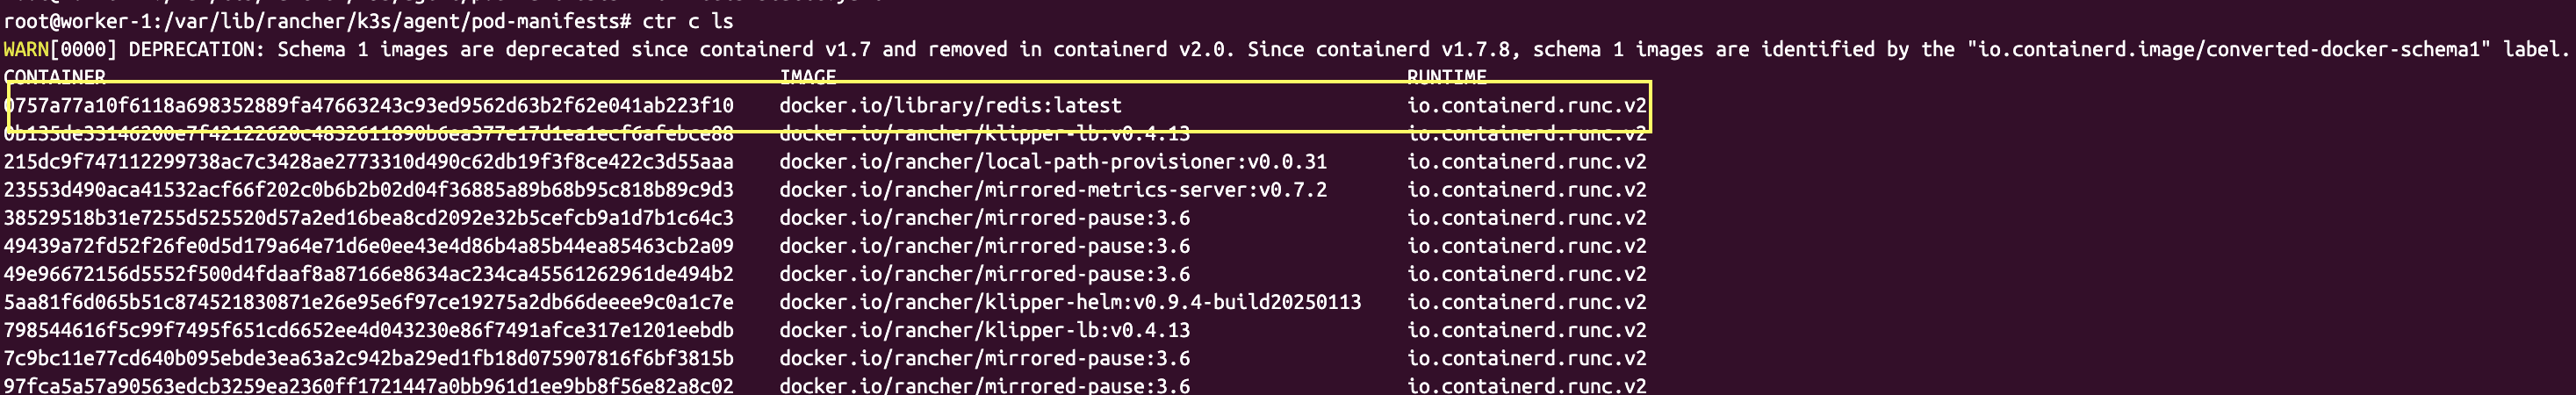 root@worker-1:/var/lib/rancher/k3s/agent/pod-manifests# ctr c ls
WARN[0000] DEPRECATION: Schema 1 images are deprecated since containerd v1.7 and removed in containerd v2.0. Since containerd v1.7.8, schema 1 images are identified by the "io.containerd.image/converted-docker-schema1" label.
CONTAINER IMAGE RUNTIME
0757a77a10f6118a698352889fa47663243c93ed9562d63b2f62e041ab223f10 docker.io/library/redis:latest io.containerd.runc.v2
0b135de33146200e7f42122620c4832611890b6ea377e17d1ea1ecf6afebce88 docker.io/rancher/klipper-lb:v0.4.13 io.containerd.runc.v2
215dc9f747112299738ac7c3428ae2773310d490c62db19f3f8ce422c3d55aaa docker.io/rancher/local-path-provisioner:v0.0.31 io.containerd.runc.v2
23553d490aca41532acf66f202c0b6b2b02d04f36885a89b68b95c818b89c9d3 docker.io/rancher/mirrored-metrics-server:v0.7.2 io.containerd.runc.v2
38529518b31e7255d525520d57a2ed16bea8cd2092e32b5cefcb9a1d7b1c64c3 docker.io/rancher/mirrored-pause:3.6 io.containerd.runc.v2
49439a72fd52f26fe0d5d179a64e71d6e0ee43e4d86b4a85b44ea85463cb2a09 docker.io/rancher/mirrored-pause:3.6 io.containerd.runc.v2
49e96672156d5552f500d4fdaaf8a87166e8634ac234ca45561262961de494b2 docker.io/rancher/mirrored-pause:3.6 io.containerd.runc.v2
5aa81f6d065b51c874521830871e26e95e6f97ce19275a2db66deeee9c0a1c7e docker.io/rancher/klipper-helm:v0.9.4-build20250113 io.containerd.runc.v2
798544616f5c99f7495f651cd6652ee4d043230e86f7491afce317e1201eebdb docker.io/rancher/klipper-lb:v0.4.13 io.containerd.runc.v2
7c9bc11e77cd640b095ebde3ea63a2c942ba29ed1fb18d075907816f6bf3815b docker.io/rancher/mirrored-pause:3.6 io.containerd.runc.v2
97fca5a57a90563edcb3259ea2360ff1721447a0bb961d1ee9bb8f56e82a8c02 docker.io/rancher/mirrored-pause:3.6 io.containerd.runc.v2